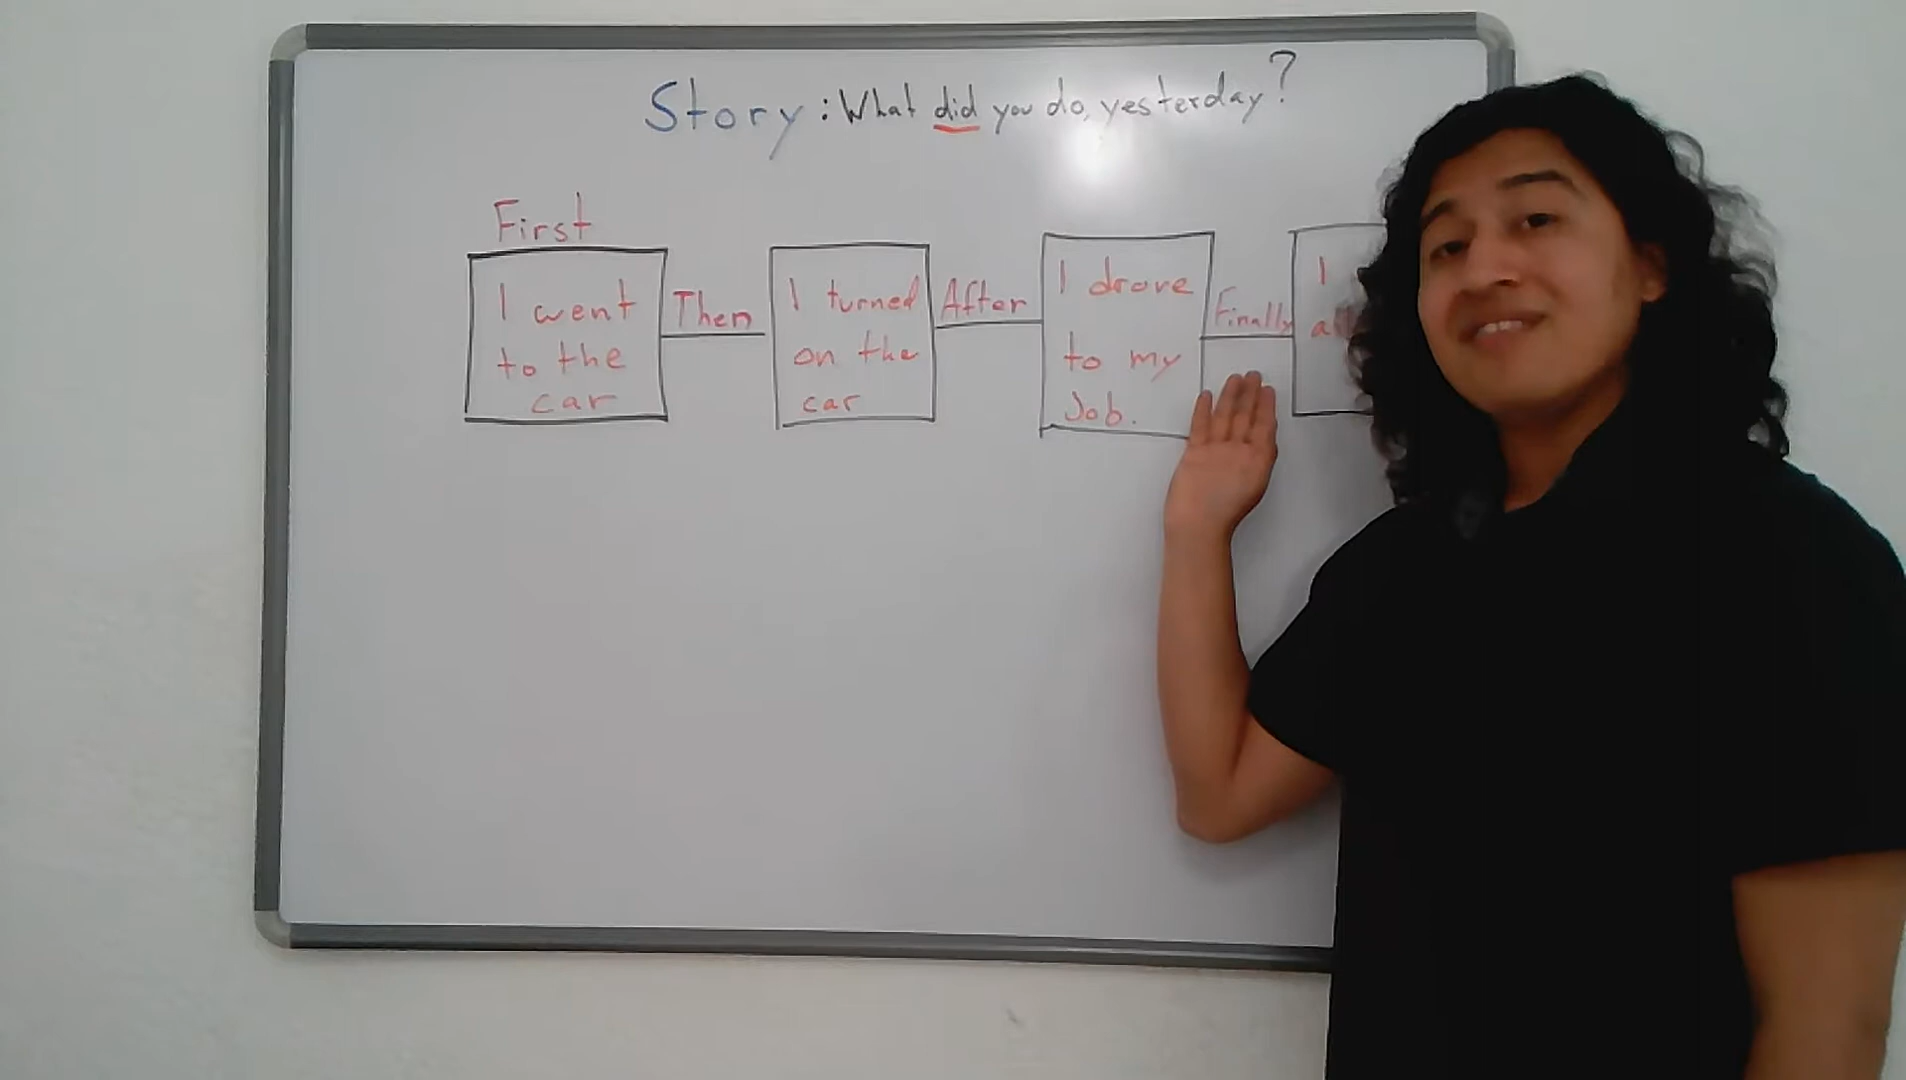 Story: What did you do, yesterday?
First
I went
to the
car
Then
I turned
on the
car
After
I drove
to my
Job.
Finally
I